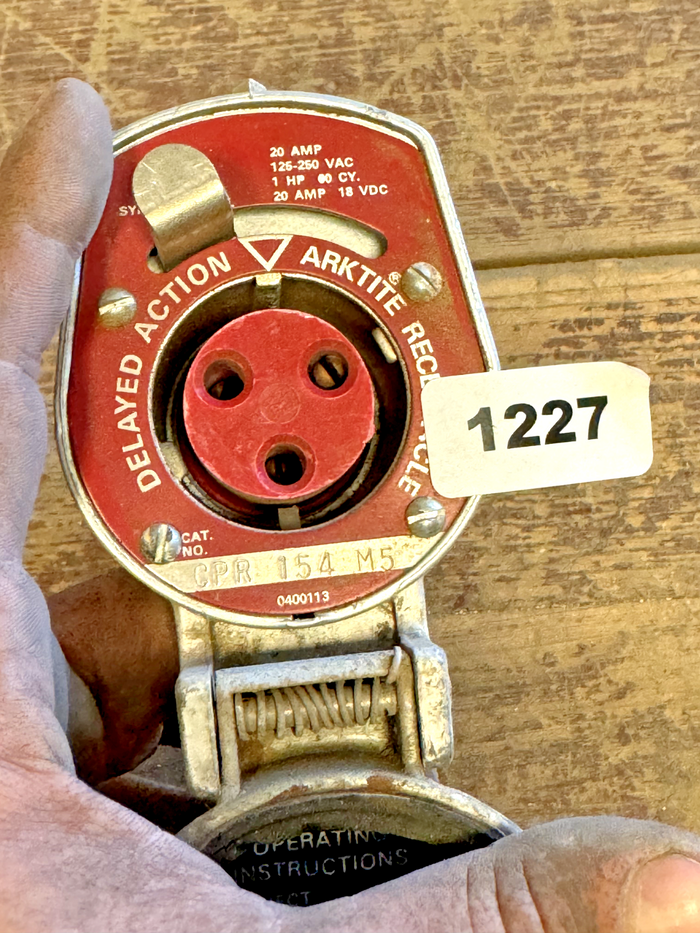 20 AMP
125-250 VAC
1 HP 60 CY.
20 AMP 18 VDC
DELAYED ACTION
ARKTITE®
1227
CAT.
NO.
CPR 154 M5
0400113
OPERATING
INSTRUCTIONS